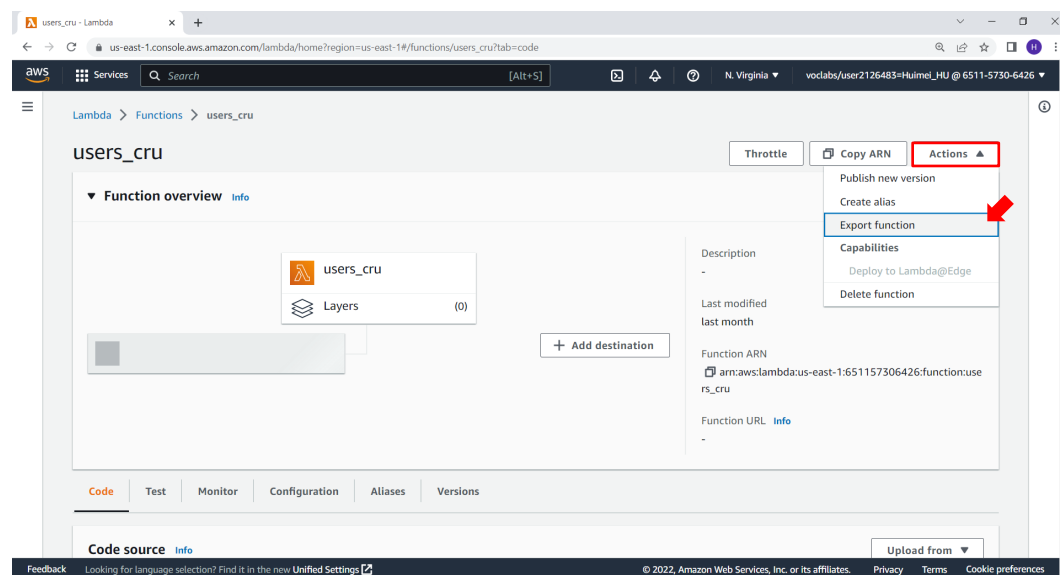 users_cru - Lambda
us-east-1.console.aws.amazon.com/lambda/home?region=us-east-1#/functions/users_cru?tab=code
H
aws
Services
Search
[Alt+S]
N. Virginia
voclabs/user2126483=Huimei_HU @ 6511-5730-6426
Lambda
Functions
users_cru
users_cru
Throttle
Copy ARN
Actions
Publish new version
Create alias
Export function
Capabilities
Deploy to Lambda@Edge
Delete function
Function overview Info
users_cru
Layers (0)
Add destination
Description
-
Last modified
last month
Function ARN
arn:aws:lambda:us-east-1:651157306426:function:use
rs_cru
Function URL Info
-
Code
Test
Monitor
Configuration
Aliases
Versions
Code source Info
Upload from
Feedback
Looking for language selection? Find it in the new Unified Settings
© 2022, Amazon Web Services, Inc. or its affiliates.
Privacy
Terms
Cookie preferences